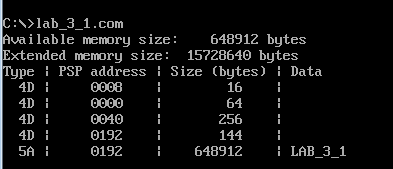 C:\>lab_3_1.com
Available memory size:    648912 bytes
Extended memory size:  15728640 bytes
Type ¦ PSP address ¦ Size (bytes) ¦ Data
4D ¦ 0008 ¦ 16 ¦
4D ¦ 0000 ¦ 64 ¦
4D ¦ 0040 ¦ 256 ¦
4D ¦ 0192 ¦ 144 ¦
5A ¦ 0192 ¦ 648912 ¦ LAB_3_1